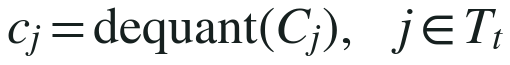 c_j = dequant(C_j), j ∈ T_t